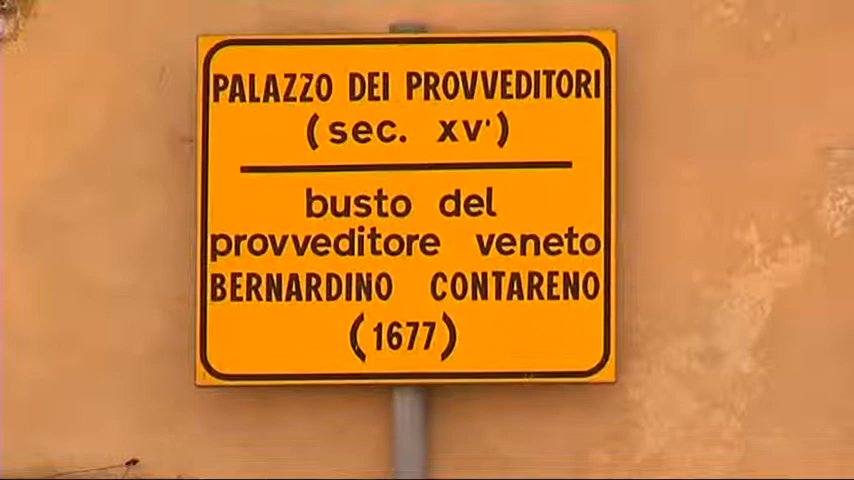 PALAZZO DEI PROVVEDITORI
(sec. XV')
busto del
provveditore veneto
BERNARDINO CONTARENO
(1677)